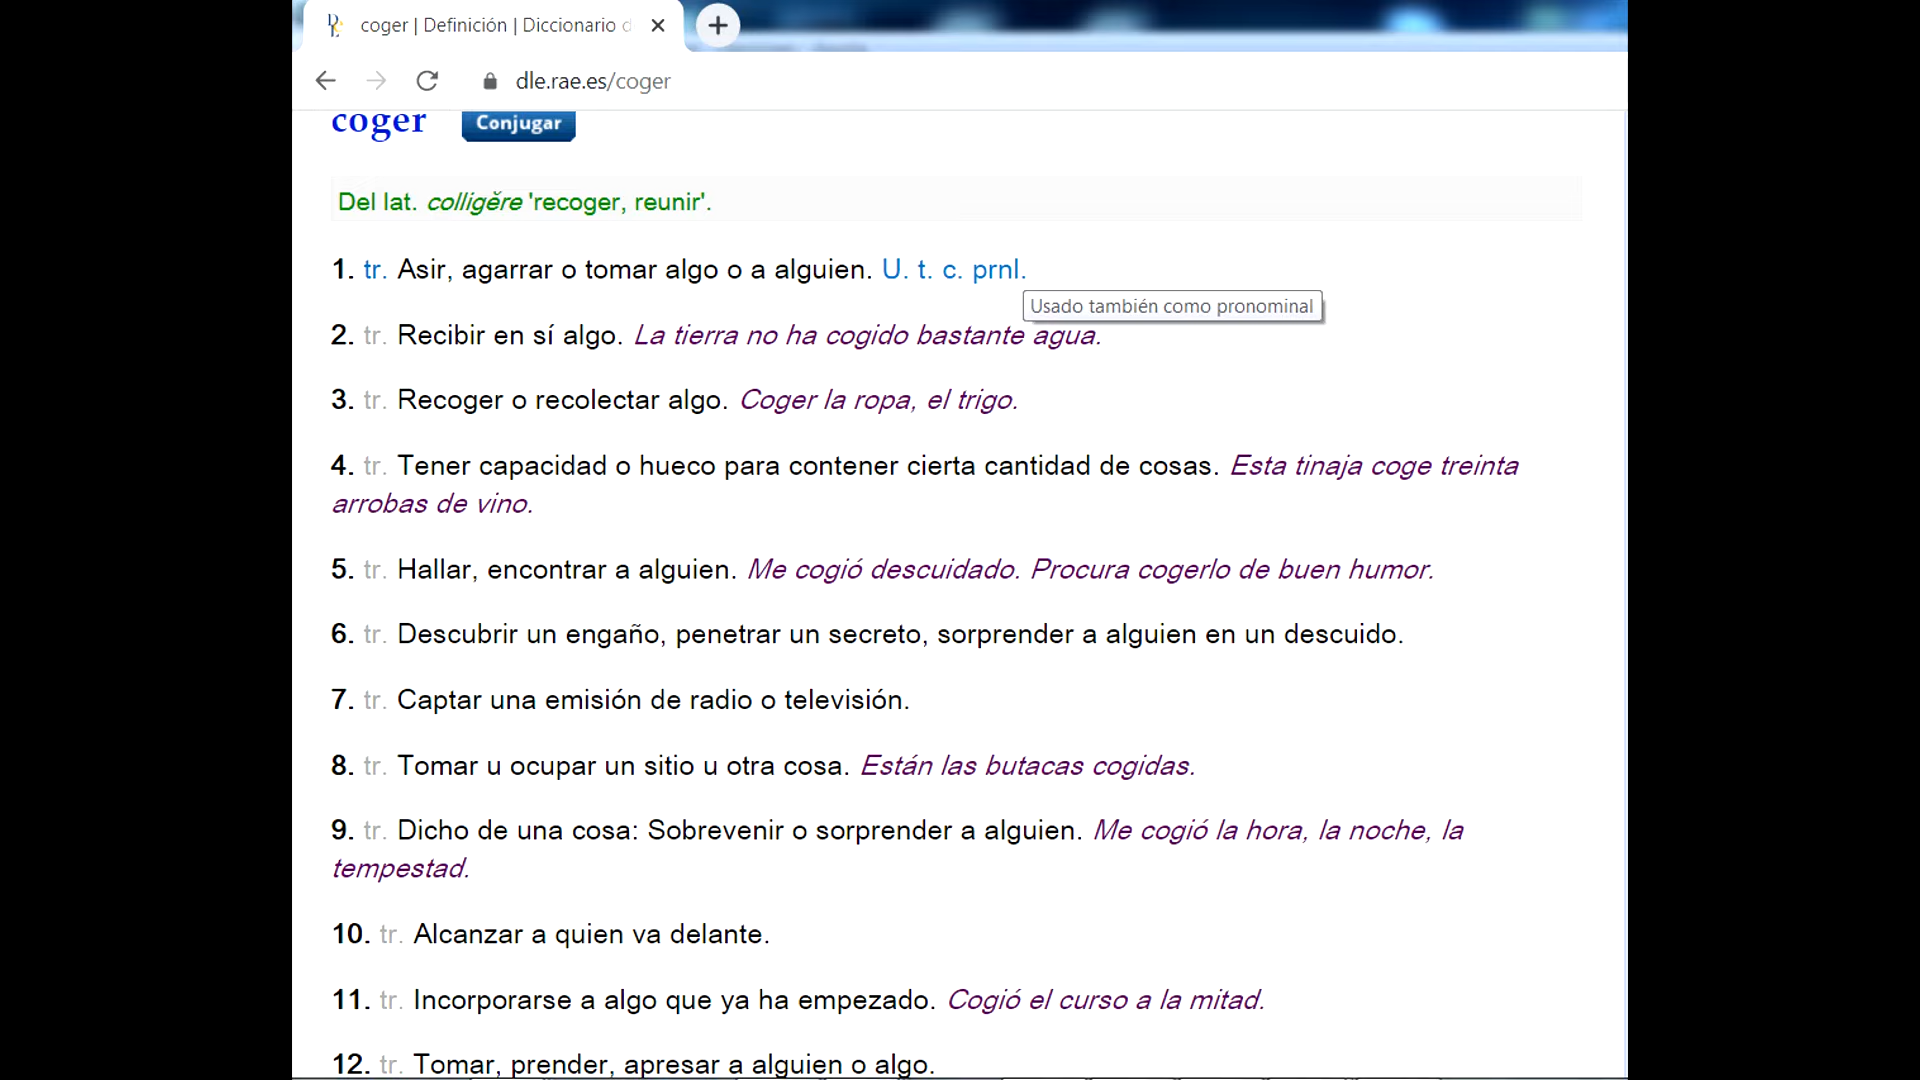 coger | Definición | Diccionario d
dle.rae.es/coger
coger Conjugar
Del lat. colligĕre 'recoger, reunir'.
1. tr. Asir, agarrar o tomar algo o a alguien. U. t. c. prnl.
Usado también como pronominal
2. tr. Recibir en sí algo. La tierra no ha cogido bastante agua.
3. tr. Recoger o recolectar algo. Coger la ropa, el trigo.
4. tr. Tener capacidad o hueco para contener cierta cantidad de cosas. Esta tinaja coge treinta
arrobas de vino.
5. tr. Hallar, encontrar a alguien. Me cogió descuidado. Procura cogerlo de buen humor.
6. tr. Descubrir un engaño, penetrar un secreto, sorprender a alguien en un descuido.
7. tr. Captar una emisión de radio o televisión.
8. tr. Tomar u ocupar un sitio u otra cosa. Están las butacas cogidas.
9. tr. Dicho de una cosa: Sobrevenir o sorprender a alguien. Me cogió la hora, la noche, la
tempestad.
10. tr. Alcanzar a quien va delante.
11. tr. Incorporarse a algo que ya ha empezado. Cogió el curso a la mitad.
12. tr. Tomar, prender, apresar a alguien o algo.